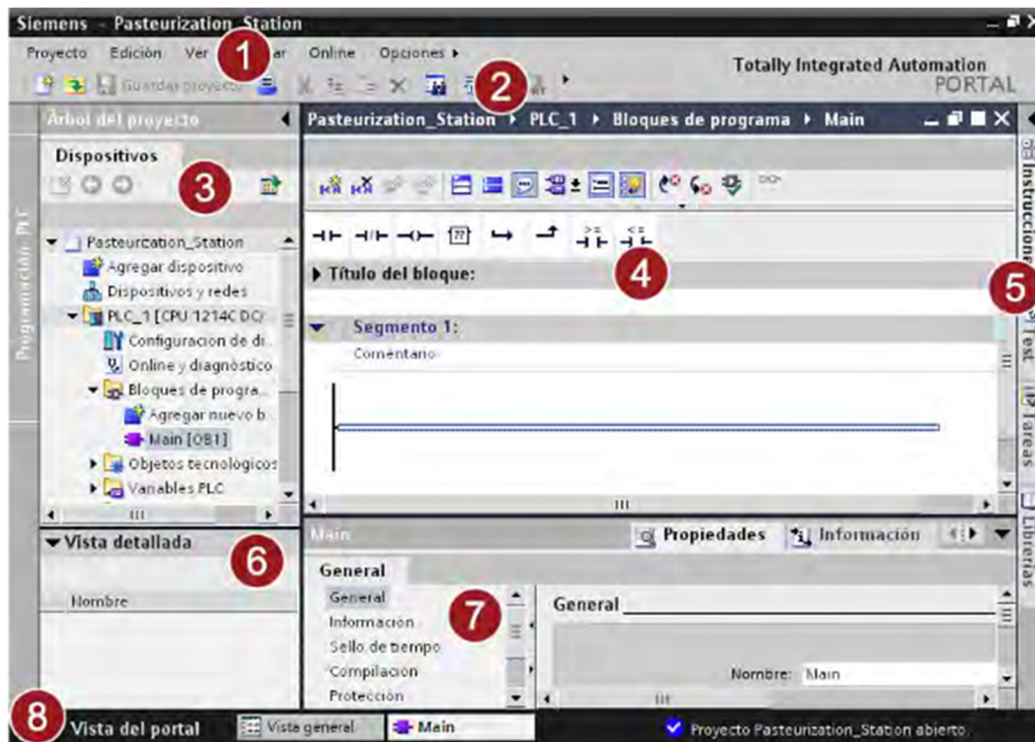 Siemens - Pasteurization_Station
Proyecto Edición Ver ar Online Opciones
1
Totally Integrated Automation
PORTAL
Guardar proyecto
2
Árbol del proyecto
Pasteurization_Station PLC_1 Bloques de programa Main
Dispositivos
3
Programación PLC
Pasteurization_Station
Agregar dispositivo
Dispositivos y redes
PLC_1 [CPU 1214C DC/
Configuración de di...
Online y diagnóstico
Bloques de progra...
Agregar nuevo b...
Main [OB1]
Objetos tecnológicos
Variables PLC
??
>=
<=
4
Título del bloque:
Segmento 1:
Comentario
Instrucciones
5
Test
Tareas
Librerías
Vista detallada
6
Nombre
Main
Propiedades
Información
General
General
Información
Sello de tiempo
Compilación
Protección
7
General
Nombre: Main
8
Vista del portal
Vista general
Main
Proyecto Pasteurization_Station abierto.